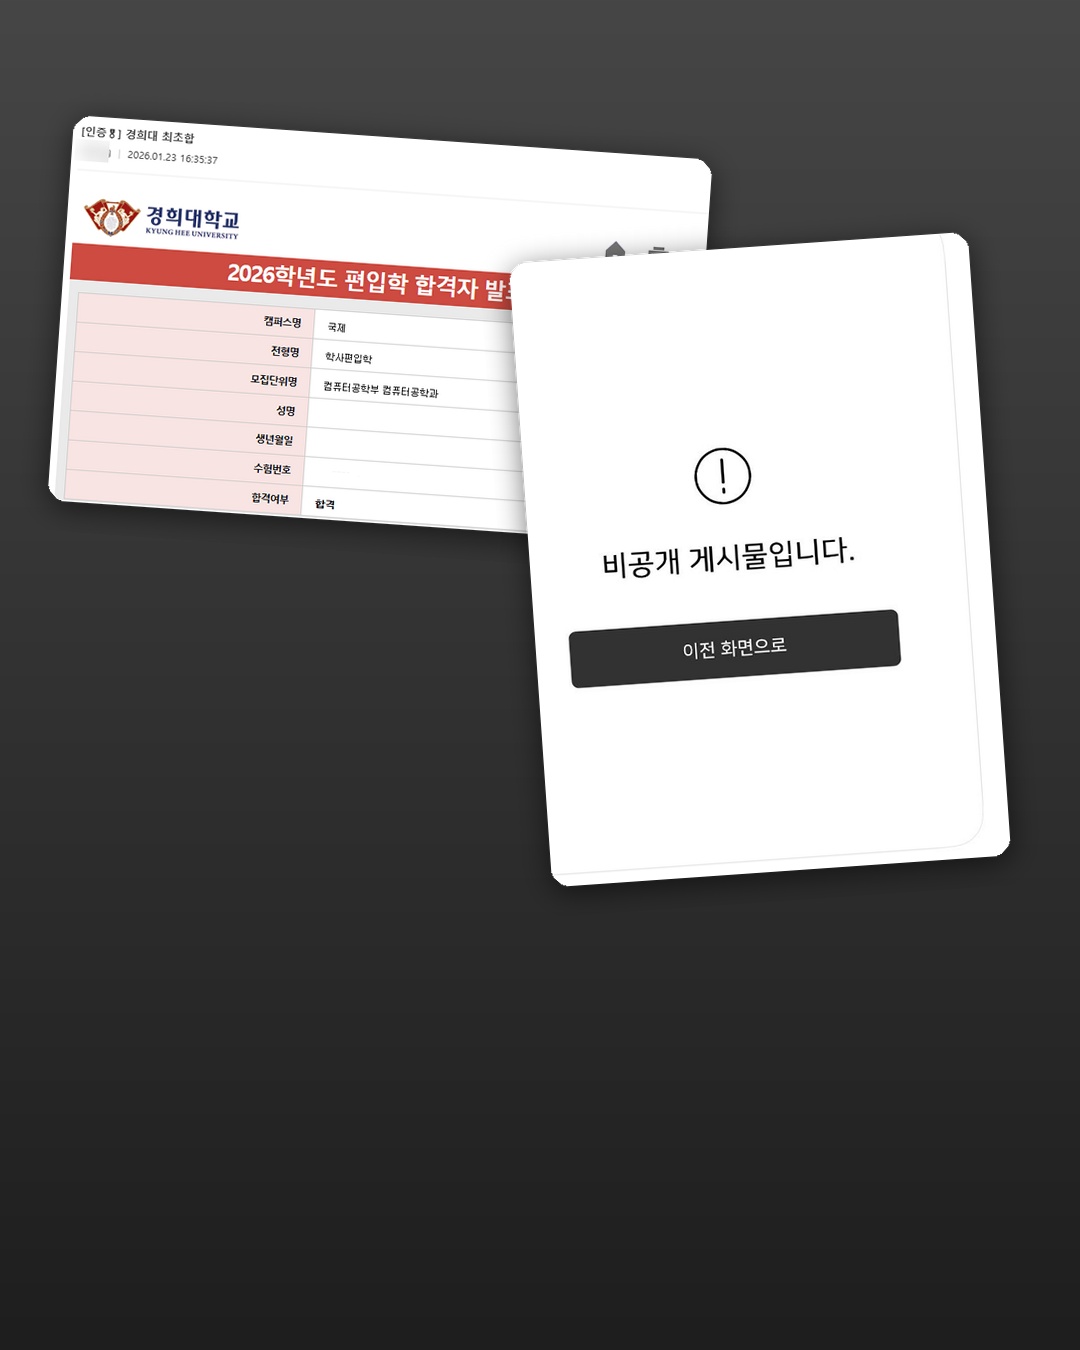 [인증용] 경희대 최초합
2026.01.23 16:35:37
경희대학교
KYUNG HEE UNIVERSITY
2026학년도 편입학 합격자
캠퍼스명 국제
전형명 학사편입학
모집단위명 컴퓨터공학부 컴퓨터공학과
성명
생년월일
수험번호
합격여부 합격
비공개 게시물입니다.
이전 화면으로